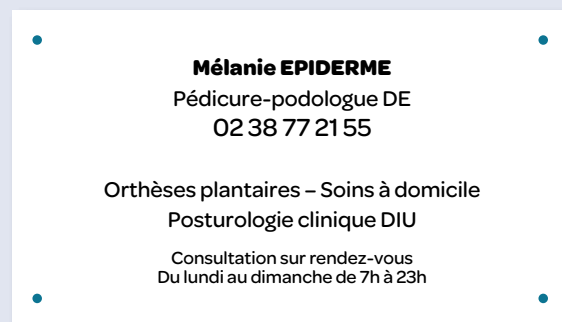 Mélanie EPIDERME
Pédicure-podologue DE
02 38 77 21 55
Orthèses plantaires – Soins à domicile
Posturologie clinique DIU
Consultation sur rendez-vous
Du lundi au dimanche de 7h à 23h